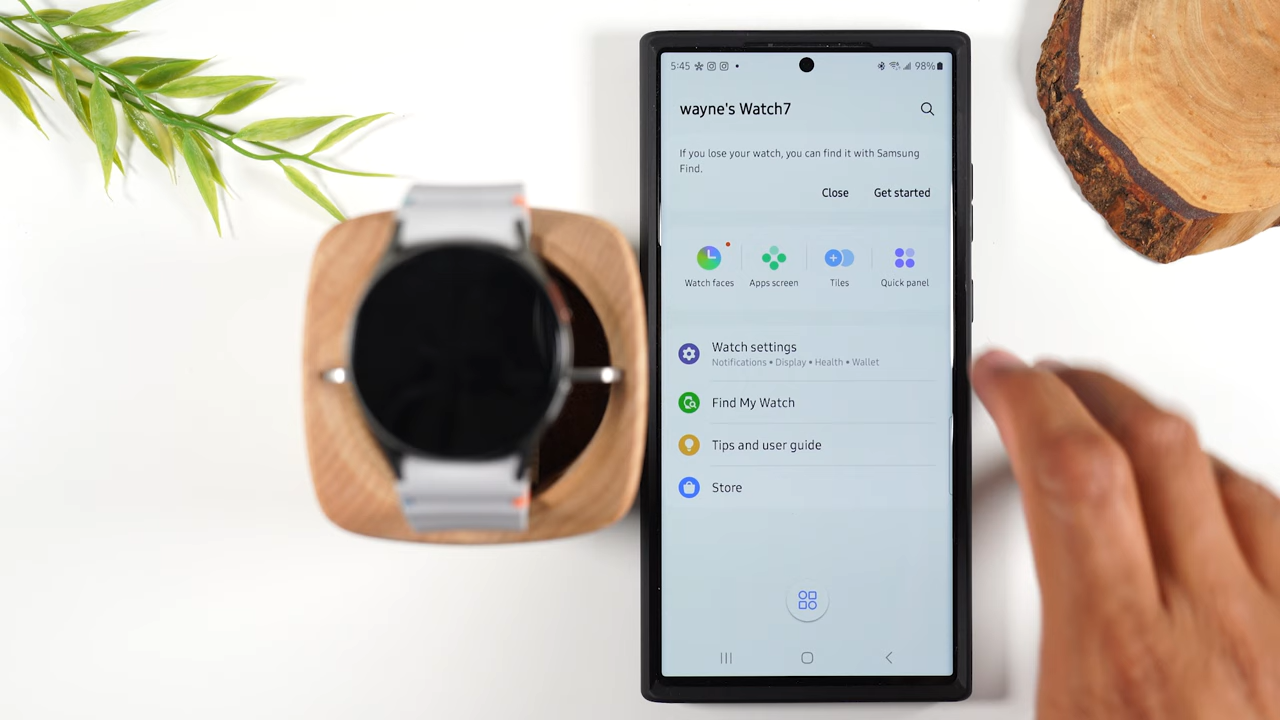 5:45
98%
wayne's Watch7
If you lose your watch, you can find it with Samsung
Find.
Close
Get started
Watch faces
Apps screen
Tiles
Quick panel
Watch settings
Notifications • Display • Health • Wallet
Find My Watch
Tips and user guide
Store